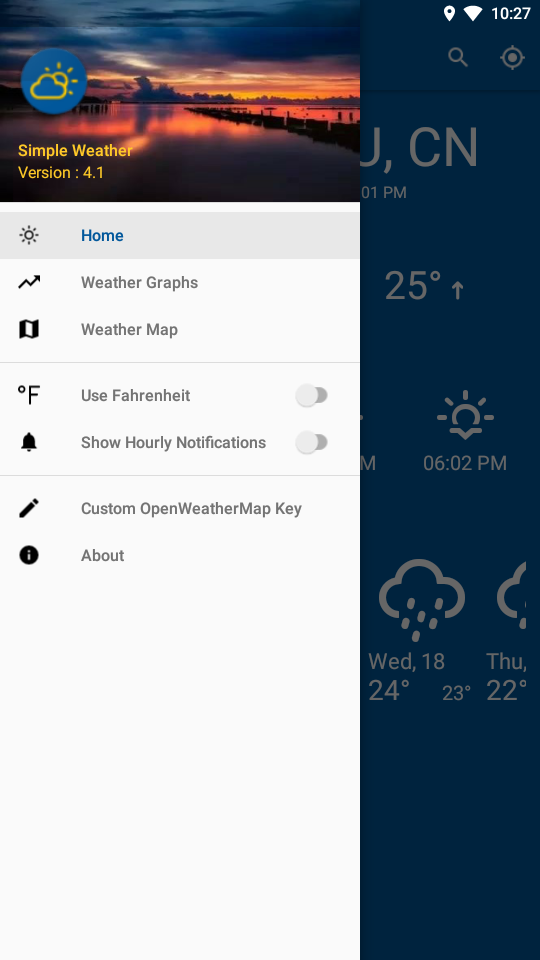 10:27
Simple Weather
Version : 4.1
Home
Weather Graphs
Weather Map
°F
Use Fahrenheit
Show Hourly Notifications
Custom OpenWeatherMap Key
About
U, CN
01 PM
25°
M
06:02 PM
Wed, 18
24° 23°
Thu,
22°